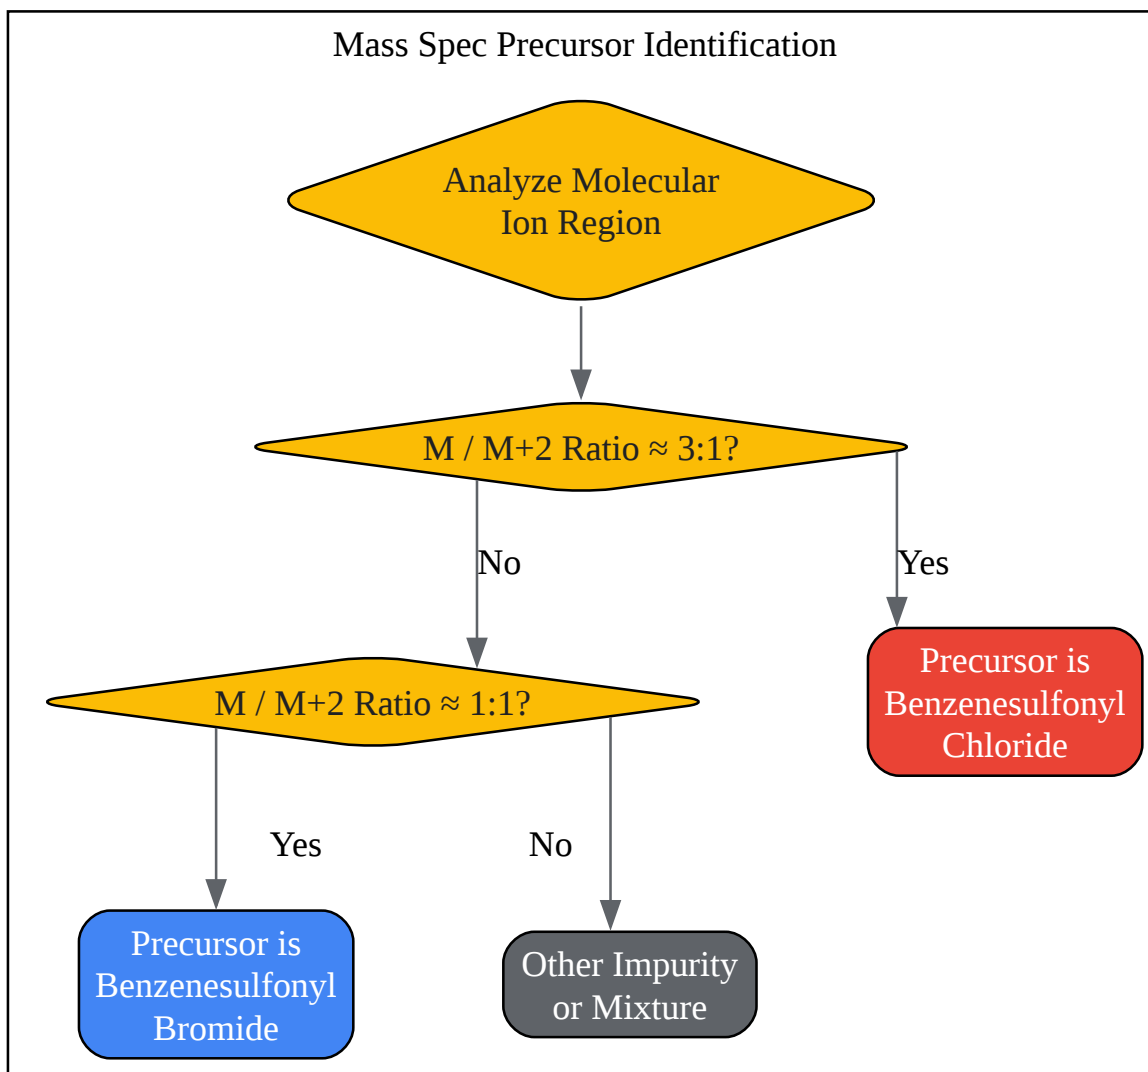 Mass Spec Precursor Identification
Analyze Molecular
Ion Region
M / M+2 Ratio ≈ 3:1?
No
Yes
Precursor is
Benzenesulfonyl
Chloride
M / M+2 Ratio ≈ 1:1?
Yes
No
Precursor is
Benzenesulfonyl
Bromide
Other Impurity
or Mixture